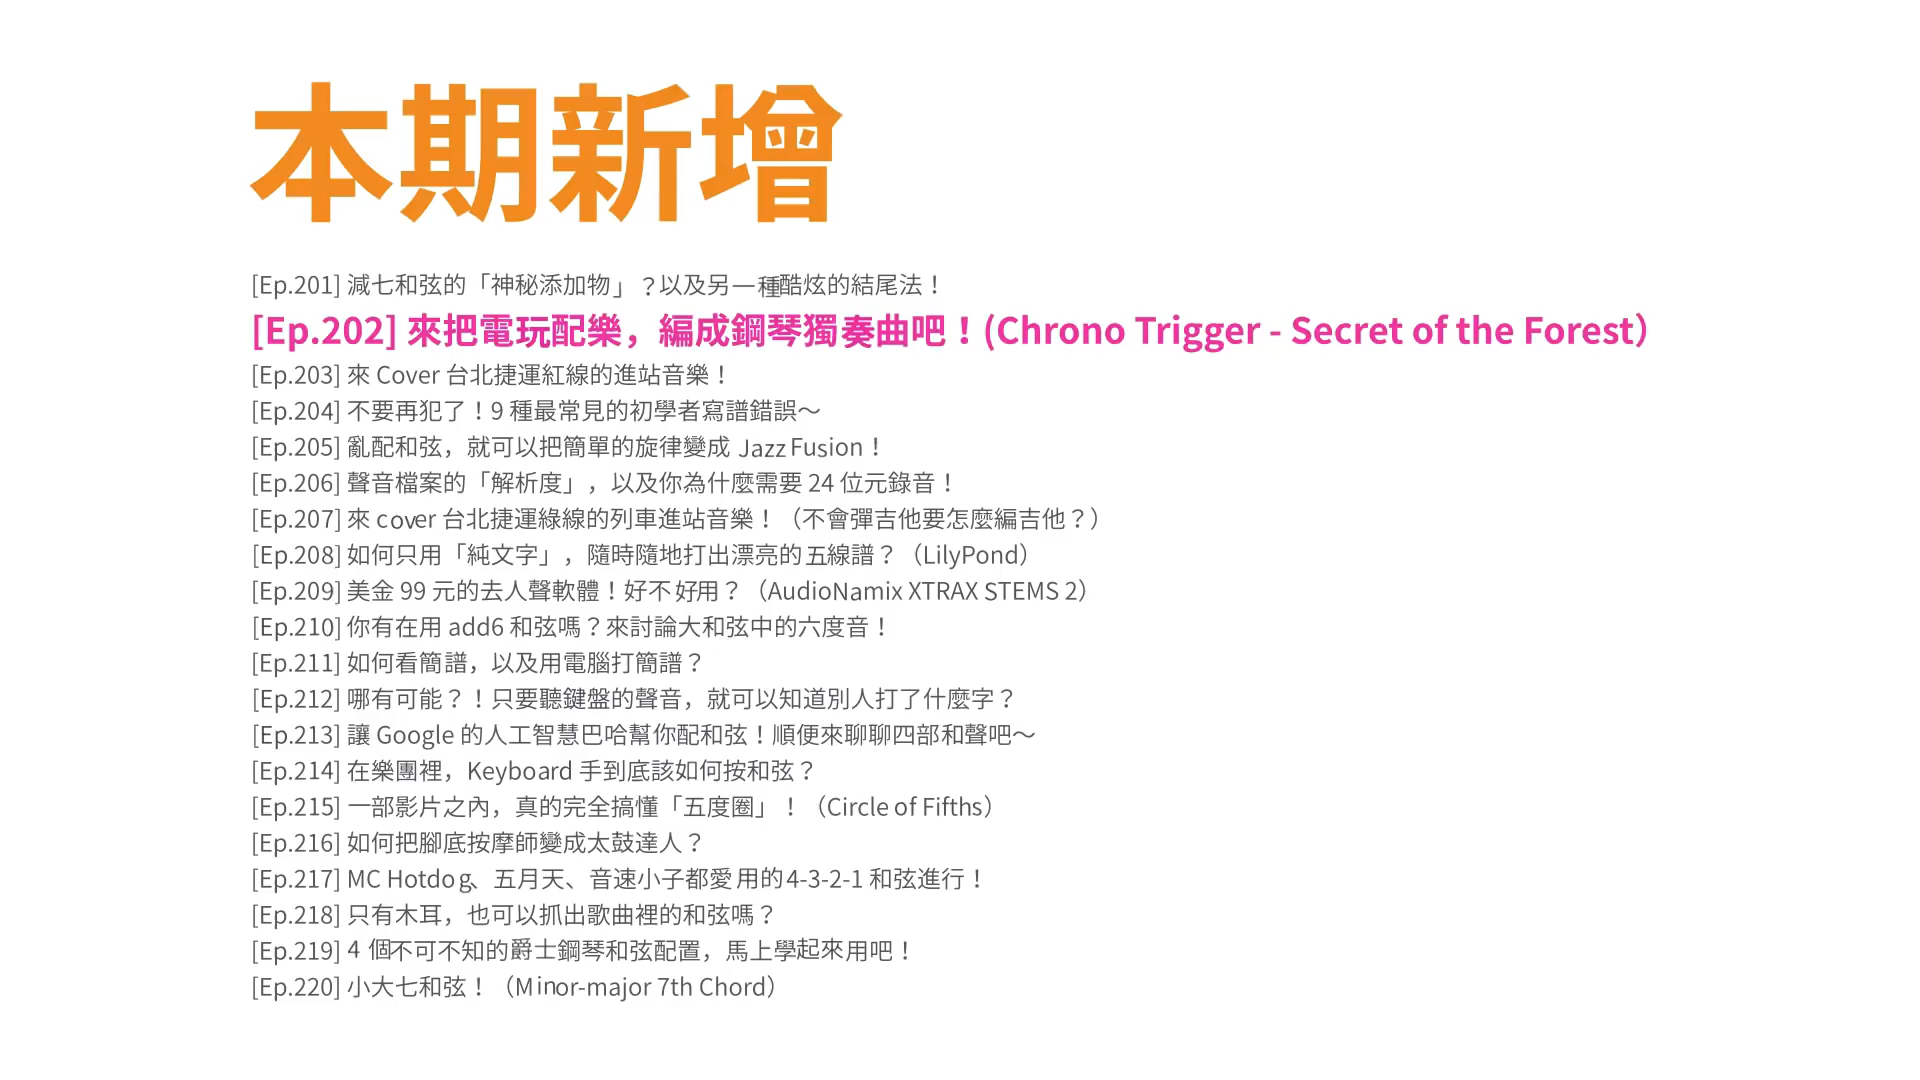 本期新增
[Ep.201] 減七和弦的「神秘添加物」？以及另一種酷炫的結尾法！
[Ep.202] 來把電玩配樂，編成鋼琴獨奏曲吧！(Chrono Trigger - Secret of the Forest）
[Ep.203] 來 Cover 台北捷運紅線的進站音樂！
[Ep.204] 不要再犯了！9 種最常見的初學者寫譜錯誤～
[Ep.205] 亂配和弦，就可以把簡單的旋律變成 Jazz Fusion！
[Ep.206] 聲音檔案的「解析度」，以及你為什麼需要 24 位元錄音！
[Ep.207] 來 cover 台北捷運綠線的列車進站音樂！（不會彈吉他要怎麼編吉他？）
[Ep.208] 如何只用「純文字」，隨時隨地打出漂亮的五線譜？（LilyPond）
[Ep.209] 美金 99 元的去人聲軟體！好不好用？（AudioNamix XTRAX STEMS 2）
[Ep.210] 你有在用 add6 和弦嗎？來討論大和弦中的六度音！
[Ep.211] 如何看簡譜，以及用電腦打簡譜？
[Ep.212] 哪有可能？！只要聽鍵盤的聲音，就可以知道別人打了什麼字？
[Ep.213] 讓 Google 的人工智慧巴哈幫你配和弦！順便來聊聊四部和聲吧～
[Ep.214] 在樂團裡，Keyboard 手到底該如何按和弦？
[Ep.215] 一部影片之內，真的完全搞懂「五度圈」！（Circle of Fifths）
[Ep.216] 如何把腳底按摩師變成太鼓達人？
[Ep.217] MC Hotdog、五月天、音速小子都愛用的 4-3-2-1 和弦進行！
[Ep.218] 只有木耳，也可以抓出歌曲裡的和弦嗎？
[Ep.219] 4 個不可不知的爵士鋼琴和弦配置，馬上學起來用吧！
[Ep.220] 小大七和弦！（Minor-major 7th Chord）